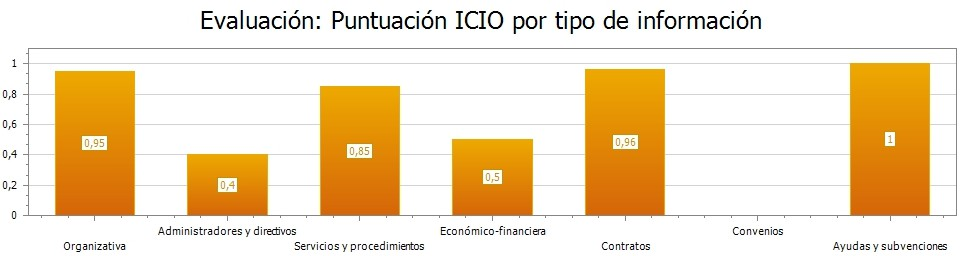 Evaluación: Puntuación ICIO por tipo de información
1
0,8
0,6
0,4
0,2
0
0,95
0,4
0,85
0,5
0,96
1
Organizativa
Administradores y directivos
Servicios y procedimientos
Económico-financiera
Contratos
Convenios
Ayudas y subvenciones